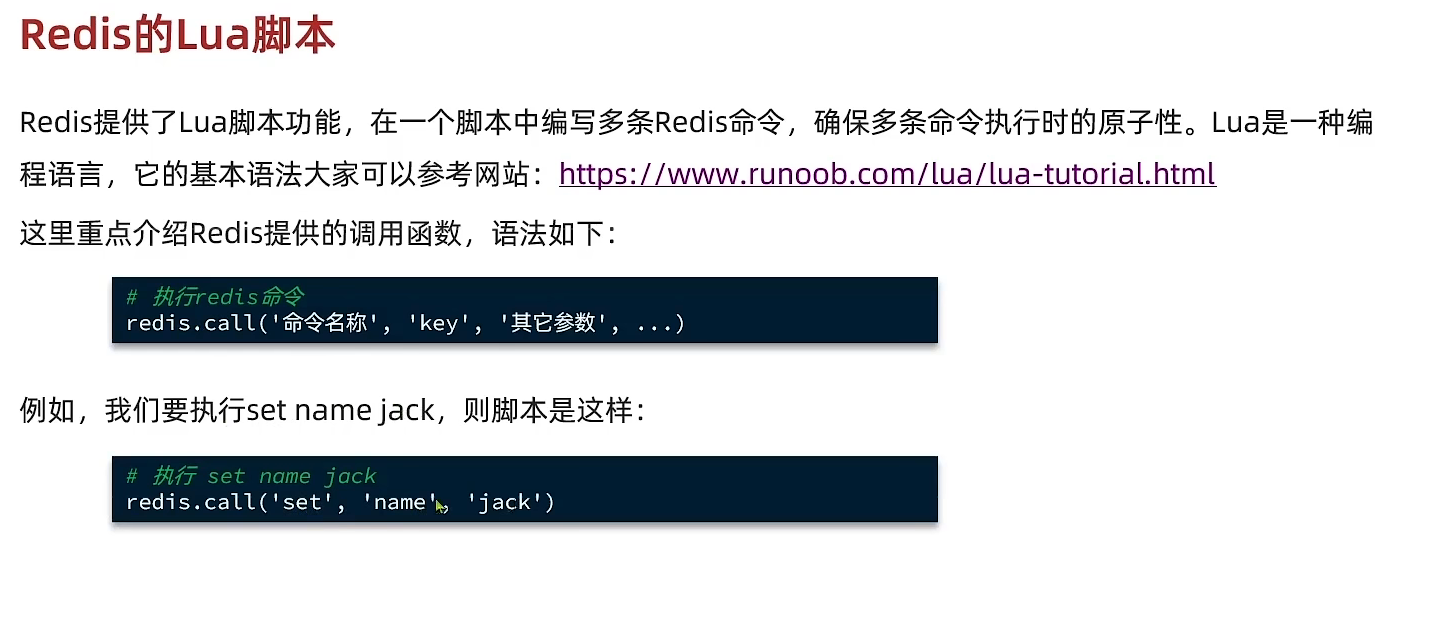 Redis的Lua脚本
Redis提供了Lua脚本功能，在一个脚本中编写多条Redis命令，确保多条命令执行时的原子性。Lua是一种编
程语言，它的基本语法大家可以参考网站：https://www.runoob.com/lua/lua-tutorial.html
这里重点介绍Redis提供的调用函数，语法如下：
# 执行redis命令
redis.call('命令名称', 'key', '其它参数', ...)
例如，我们要执行set name jack，则脚本是这样：
# 执行 set name jack
redis.call('set', 'name', 'jack')